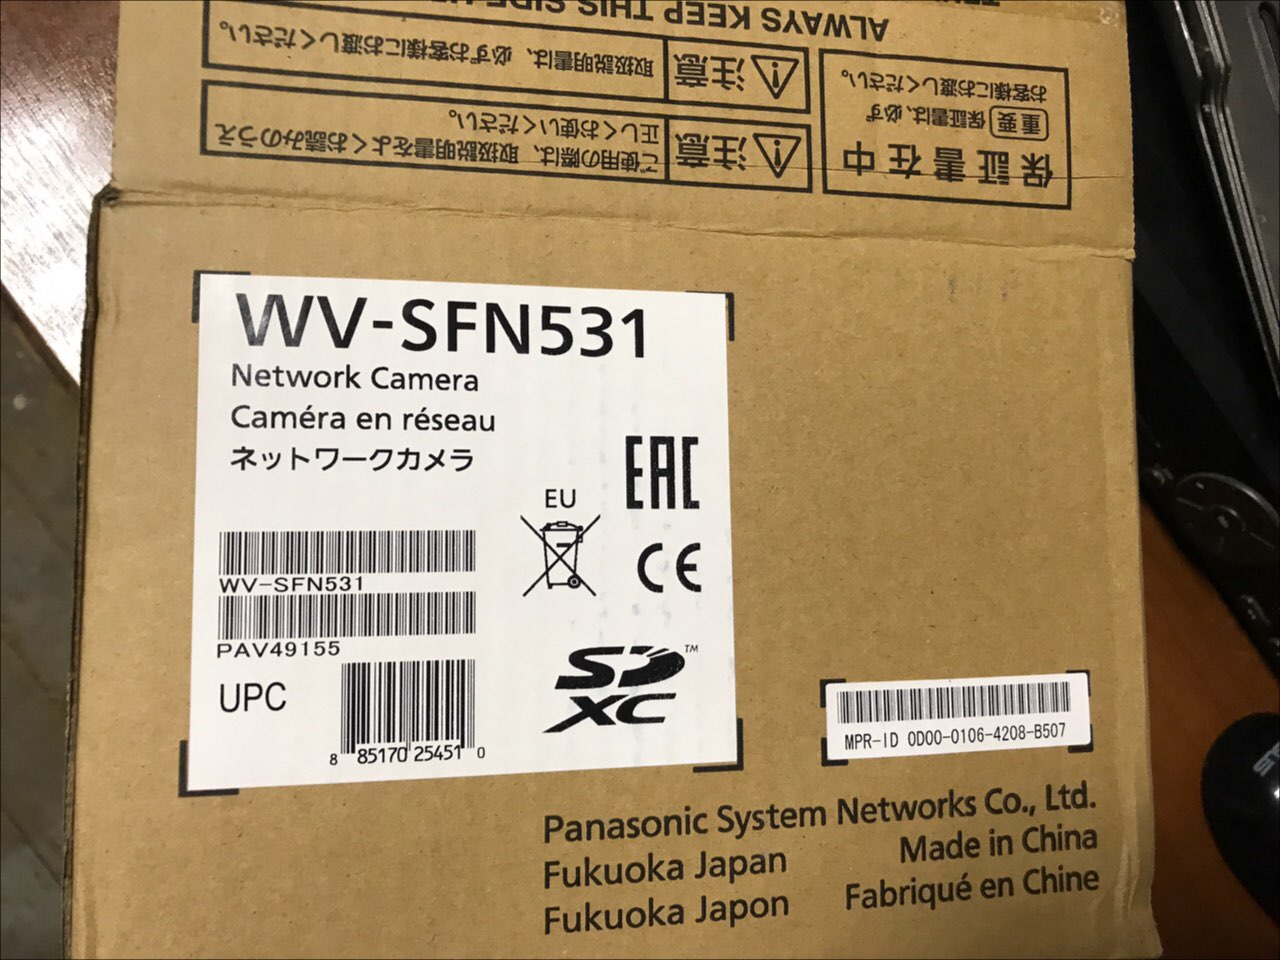 ALWAYS KEEP THIS SIDE
注意
取扱説明書は、必ずお客様にお渡しください。
注意
ご使用の際は、取扱説明書をよくお読みのうえ
正しくお使いください。
保証書在中
重要 保証書は、必ず
お客様にお渡しください。
WV-SFN531
Network Camera
Caméra en réseau
ネットワークカメラ
EU
EAC
CE
WV-SFN531
PAV49155
UPC
8 85170 25451 0
SD
XC
TM
MPR-ID 0D00-0106-4208-B507
Panasonic System Networks Co., Ltd.
Fukuoka Japan
Made in China
Fukuoka Japon
Fabriqué en Chine